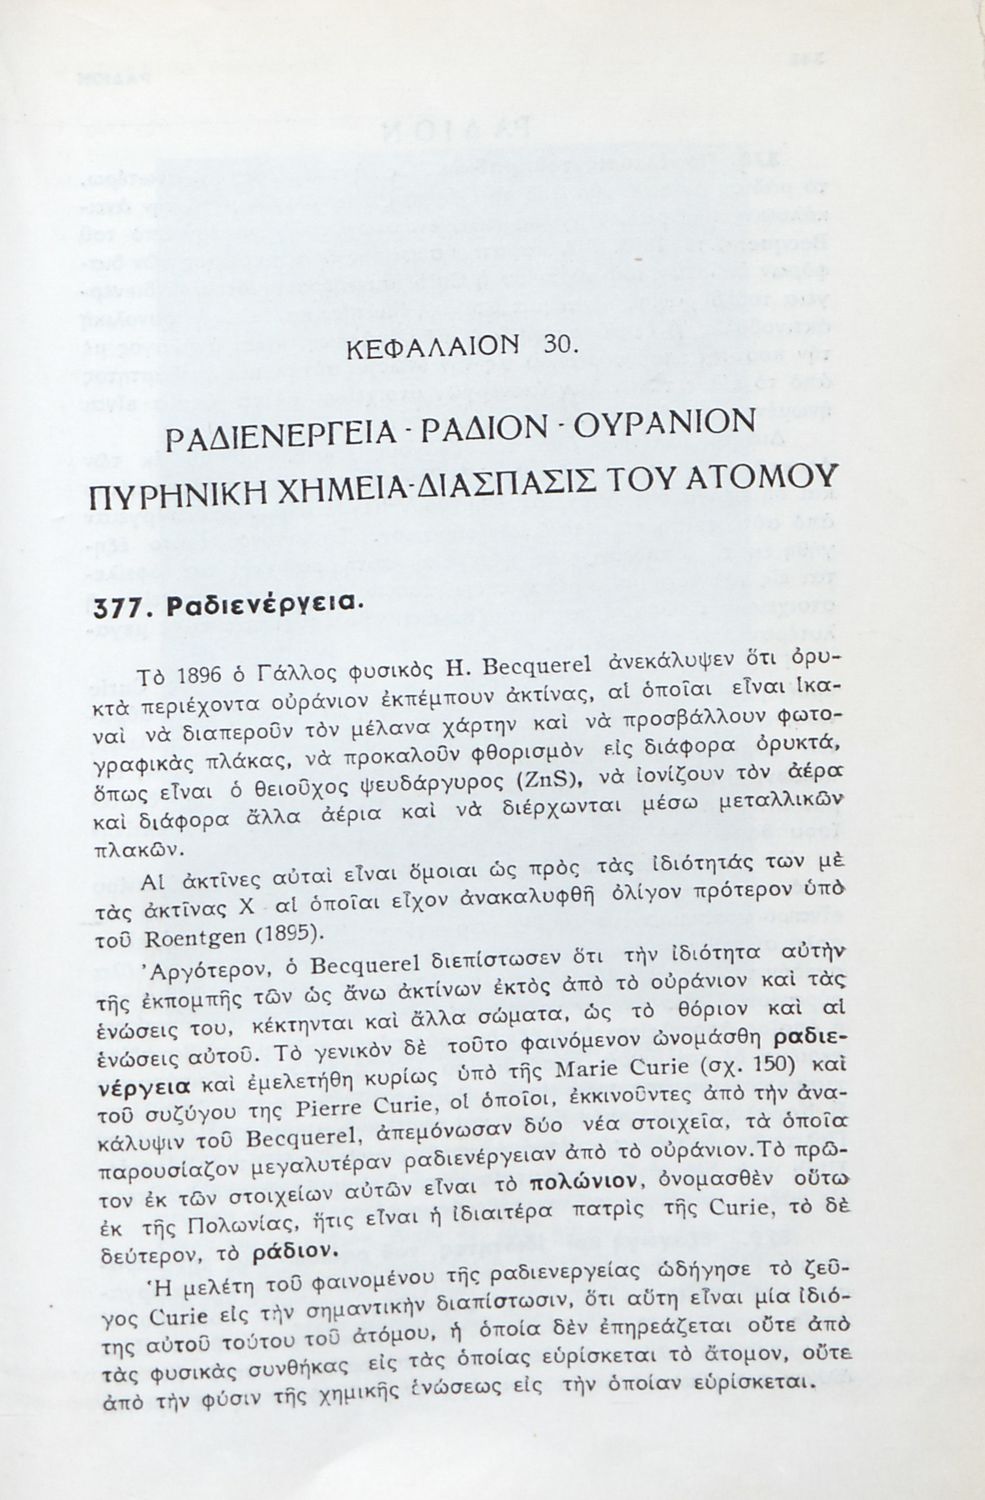 ΚΕΦΑΛΑΙΟΝ 30.
ΡΑΔΙΕΝΕΡΓΕΙΑ - ΡΑΔΙΟΝ - ΟΥΡΑΝΙΟΝ
ΠΥΡΗΝΙΚΗ ΧΗΜΕΙΑ-ΔΙΑΣΠΑΣΙΣ ΤΟΥ ΑΤΟΜΟΥ
377. Ραδιενέργεια.
Τὸ 1896 ὁ Γάλλος φυσικὸς H. Becquerel ἀνεκάλυψεν ὅτι ὀρυ-
κτὰ περιέχοντα οὐράνιον ἐκπέμπουν ἀκτίνας, αἱ ὁποῖαι εἶναι ἱκα-
ναὶ νὰ διαπεροῦν τὸν μέλανα χάρτην καὶ νὰ προσβάλλουν φωτο-
γραφικὰς πλάκας, νὰ προκαλοῦν φθορισμὸν εἰς διάφορα ὀρυκτά,
ὅπως εἶναι ὁ θειοῦχος ψευδάργυρος (ZnS), νὰ ἰονίζουν τὸν ἀέρα
καὶ διάφορα ἄλλα ἀέρια καὶ νὰ διέρχωνται μέσω μεταλλικῶν
πλακῶν.
Αἱ ἀκτῖνες αὐταὶ εἶναι ὅμοιαι ὡς πρὸς τὰς ἰδιότητάς των μὲ
τὰς ἀκτῖνας Χ αἱ ὁποῖαι εἶχον ἀνακαλυφθῆ ὀλίγον πρότερον ὑπὸ
τοῦ Roentgen (1895).
Ἀργότερον, ὁ Becquerel διεπίστωσεν ὅτι τὴν ἰδιότητα αὐτὴν
τῆς ἐκπομπῆς τῶν ὡς ἄνω ἀκτίνων ἐκτὸς ἀπὸ τὸ οὐράνιον καὶ τὰς
ἑνώσεις του, κέκτηνται καὶ ἄλλα σώματα, ὡς τὸ θόριον καὶ αἱ
ἑνώσεις αὐτοῦ. Τὸ γενικὸν δὲ τοῦτο φαινόμενον ὠνομάσθη ραδιε-
νέργεια καὶ ἐμελετήθη κυρίως ὑπὸ τῆς Marie Curie (σχ. 150) καὶ
τοῦ συζύγου της Pierre Curie, οἱ ὁποῖοι, ἐκκινοῦντες ἀπὸ τὴν ἀνα-
κάλυψιν τοῦ Becquerel, ἀπεμόνωσαν δύο νέα στοιχεῖα, τὰ ὁποῖα
παρουσίαζον μεγαλυτέραν ραδιενέργειαν ἀπὸ τὸ οὐράνιον.Τὸ πρῶ-
τον ἐκ τῶν στοιχείων αὐτῶν εἶναι τὸ πολώνιον, ὀνομασθὲν οὕτω
ἐκ τῆς Πολωνίας, ἥτις εἶναι ἡ ἰδιαιτέρα πατρὶς τῆς Curie, τὸ δὲ
δεύτερον, τὸ ράδιον.
Ἡ μελέτη τοῦ φαινομένου τῆς ραδιενεργείας ὡδήγησε τὸ ζεῦ-
γος Curie εἰς τὴν σημαντικὴν διαπίστωσιν, ὅτι αὕτη εἶναι μία ἰδιό-
της αὐτοῦ τούτου τοῦ ἀτόμου, ἡ ὁποία δὲν ἐπηρεάζεται οὔτε ἀπὸ
τὰς φυσικὰς συνθήκας εἰς τὰς ὁποίας εὑρίσκεται τὸ ἄτομον, οὔτε
ἀπὸ τὴν φύσιν τῆς χημικῆς ἑνώσεως εἰς τὴν ὁποίαν εὑρίσκεται.